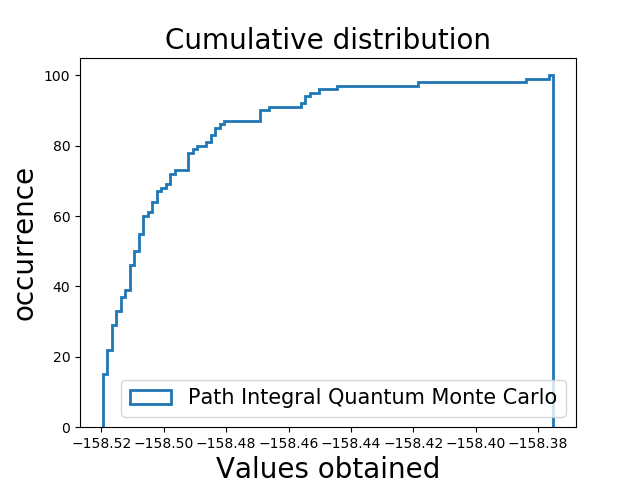 Cumulative distribution
occurrence
100
80
60
40
20
0
Path Integral Quantum Monte Carlo
−158.52 −158.50 −158.48 −158.46 −158.44 −158.42 −158.40 −158.38
Values obtained